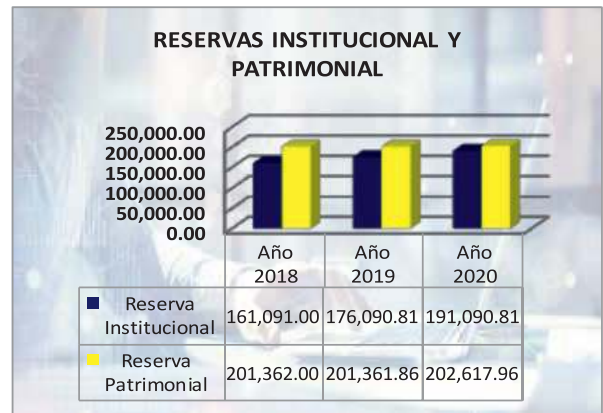 RESERVAS INSTITUCIONAL Y
PATRIMONIAL
250,000.00
200,000.00
150,000.00
100,000.00
50,000.00
0.00
Año 2018 Año 2019 Año 2020
Reserva Institucional 161,091.00 176,090.81 191,090.81
Reserva Patrimonial 201,362.00 201,361.86 202,617.96